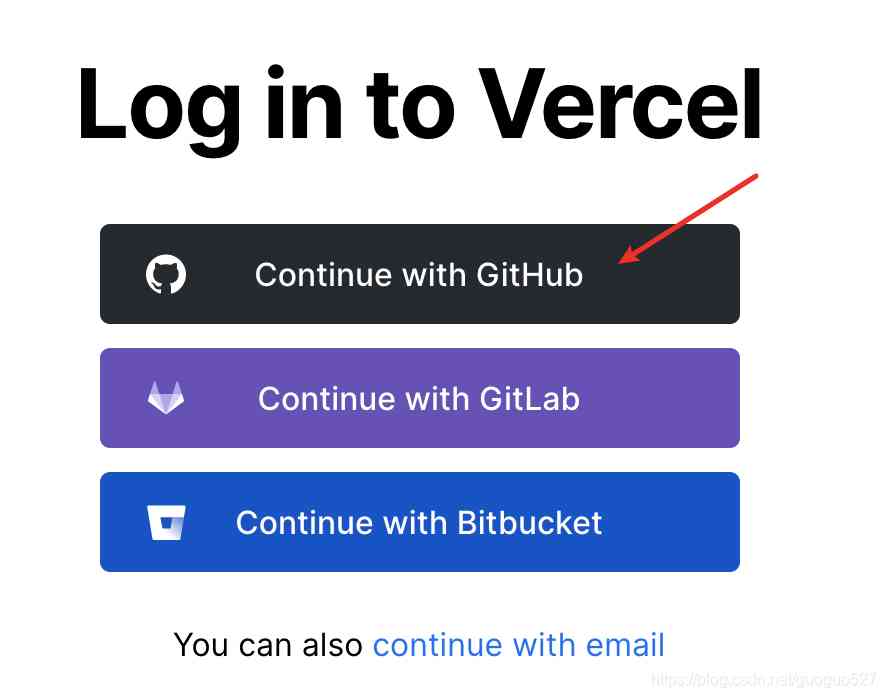 Log in to Vercel
Continue with GitHub
Continue with GitLab
Continue with Bitbucket
You can also continue with email
https://blog.csdn.net/guoguo527